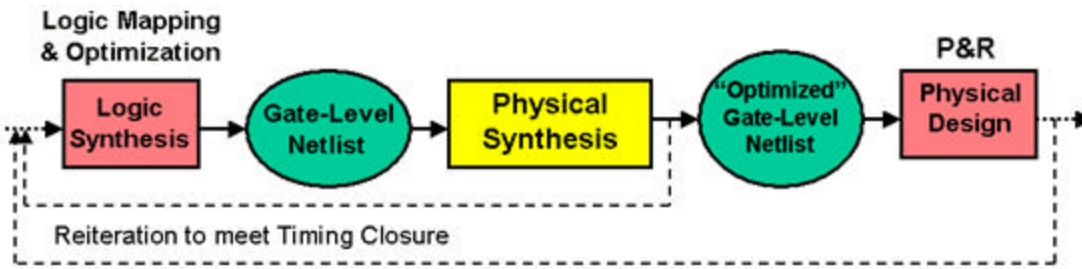 Logic Mapping
& Optimization
Logic
Synthesis
Gate-Level
Netlist
Physical
Synthesis
“Optimized”
Gate-Level
Netlist
P&R
Physical
Design
Reiteration to meet Timing Closure